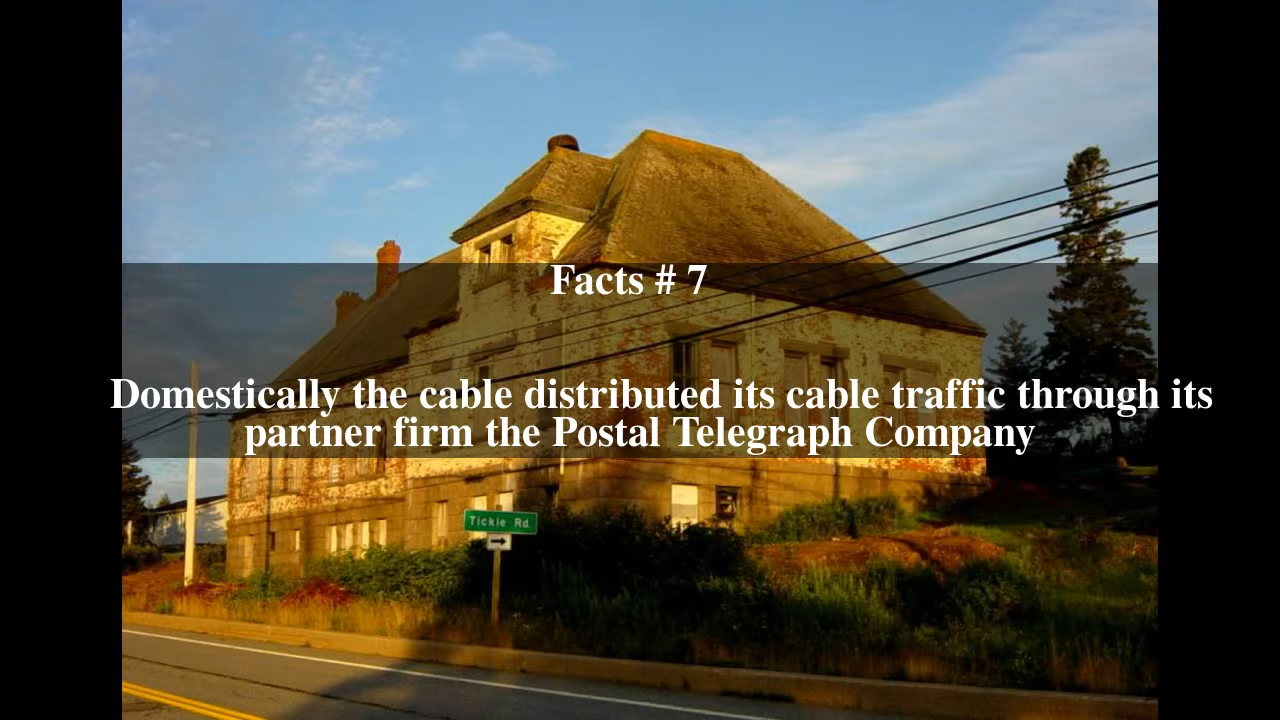 Facts # 7
Domestically the cable distributed its cable traffic through its
partner firm the Postal Telegraph Company
Tickle Rd.